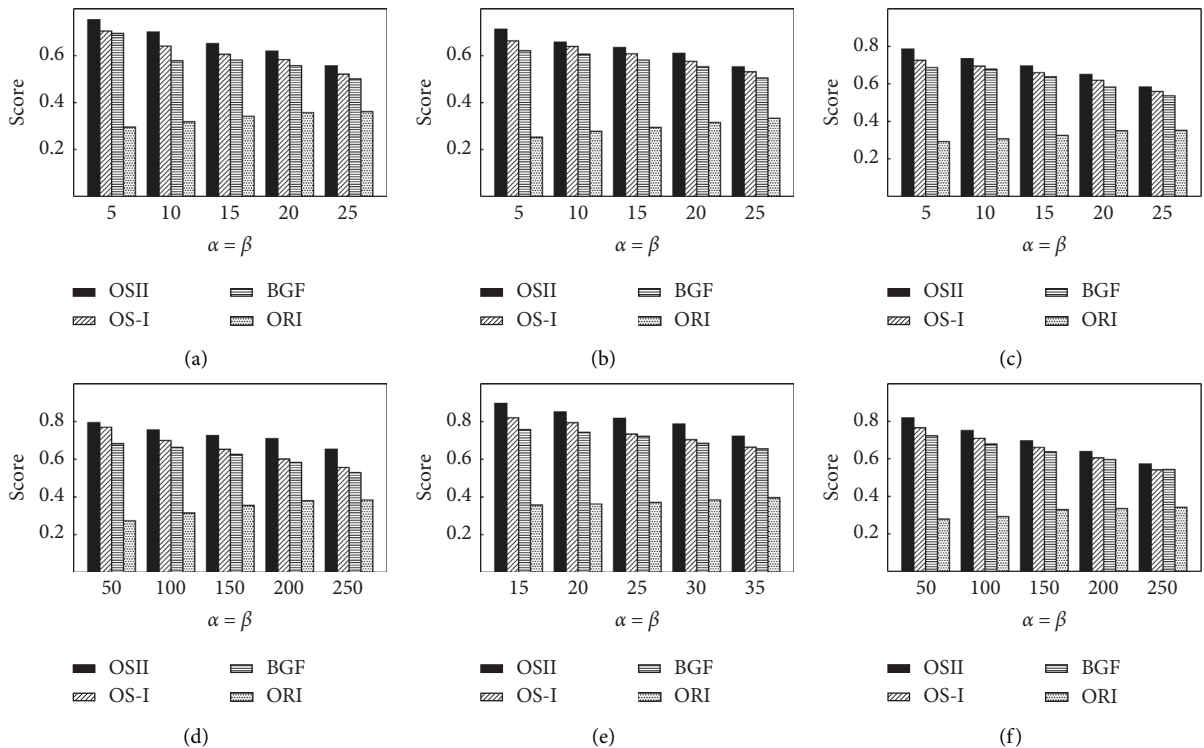 Score
0.6
0.4
0.2
5 10 15 20 25
α = β
OSII BGF
OS-I ORI
(a)
Score
0.6
0.4
0.2
5 10 15 20 25
α = β
OSII BGF
OS-I ORI
(b)
Score
0.8
0.6
0.4
0.2
5 10 15 20 25
α = β
OSII BGF
OS-I ORI
(c)
Score
0.8
0.6
0.4
0.2
50 100 150 200 250
α = β
OSII BGF
OS-I ORI
(d)
Score
0.8
0.6
0.4
0.2
15 20 25 30 35
α = β
OSII BGF
OS-I ORI
(e)
Score
0.8
0.6
0.4
0.2
50 100 150 200 250
α = β
OSII BGF
OS-I ORI
(f)